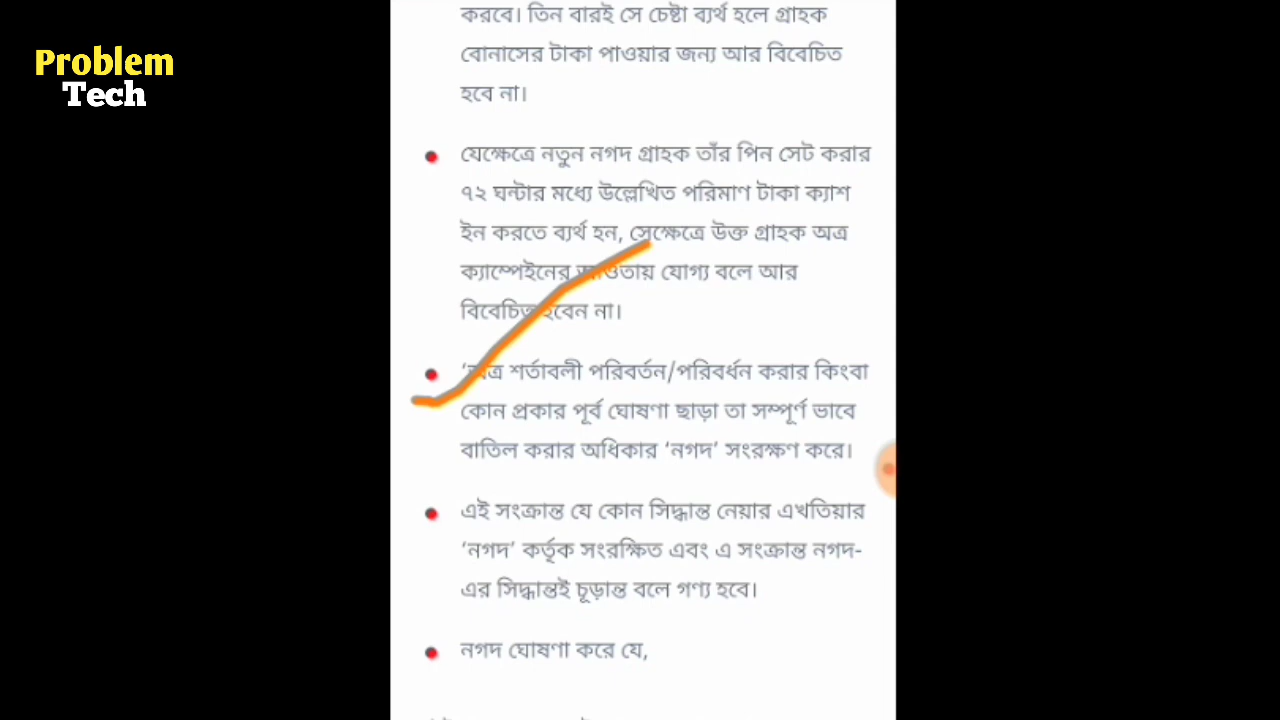 Problem
Tech
করবে। তিন বারই সে চেষ্টা ব্যর্থ হলে গ্রাহক
বোনাসের টাকা পাওয়ার জন্য আর বিবেচিত
হবে না।
যেক্ষেত্রে নতুন নগদ গ্রাহক তাঁর পিন সেট করার
৭২ ঘন্টার মধ্যে উল্লেখিত পরিমাণ টাকা ক্যাশ
ইন করতে ব্যর্থ হন, সেক্ষেত্রে উক্ত গ্রাহক অত্র
ক্যাম্পেইনের আওতায় যোগ্য বলে আর
বিবেচিত হবেন না।
‘অত্র শর্তাবলী পরিবর্তন/পরিবর্ধন করার কিংবা
কোন প্রকার পূর্ব ঘোষণা ছাড়া তা সম্পূর্ণ ভাবে
বাতিল করার অধিকার ‘নগদ’ সংরক্ষণ করে।
এই সংক্রান্ত যে কোন সিদ্ধান্ত নেয়ার এখতিয়ার
‘নগদ’ কর্তৃক সংরক্ষিত এবং এ সংক্রান্ত নগদ-
এর সিদ্ধান্তই চূড়ান্ত বলে গণ্য হবে।
নগদ ঘোষণা করে যে,